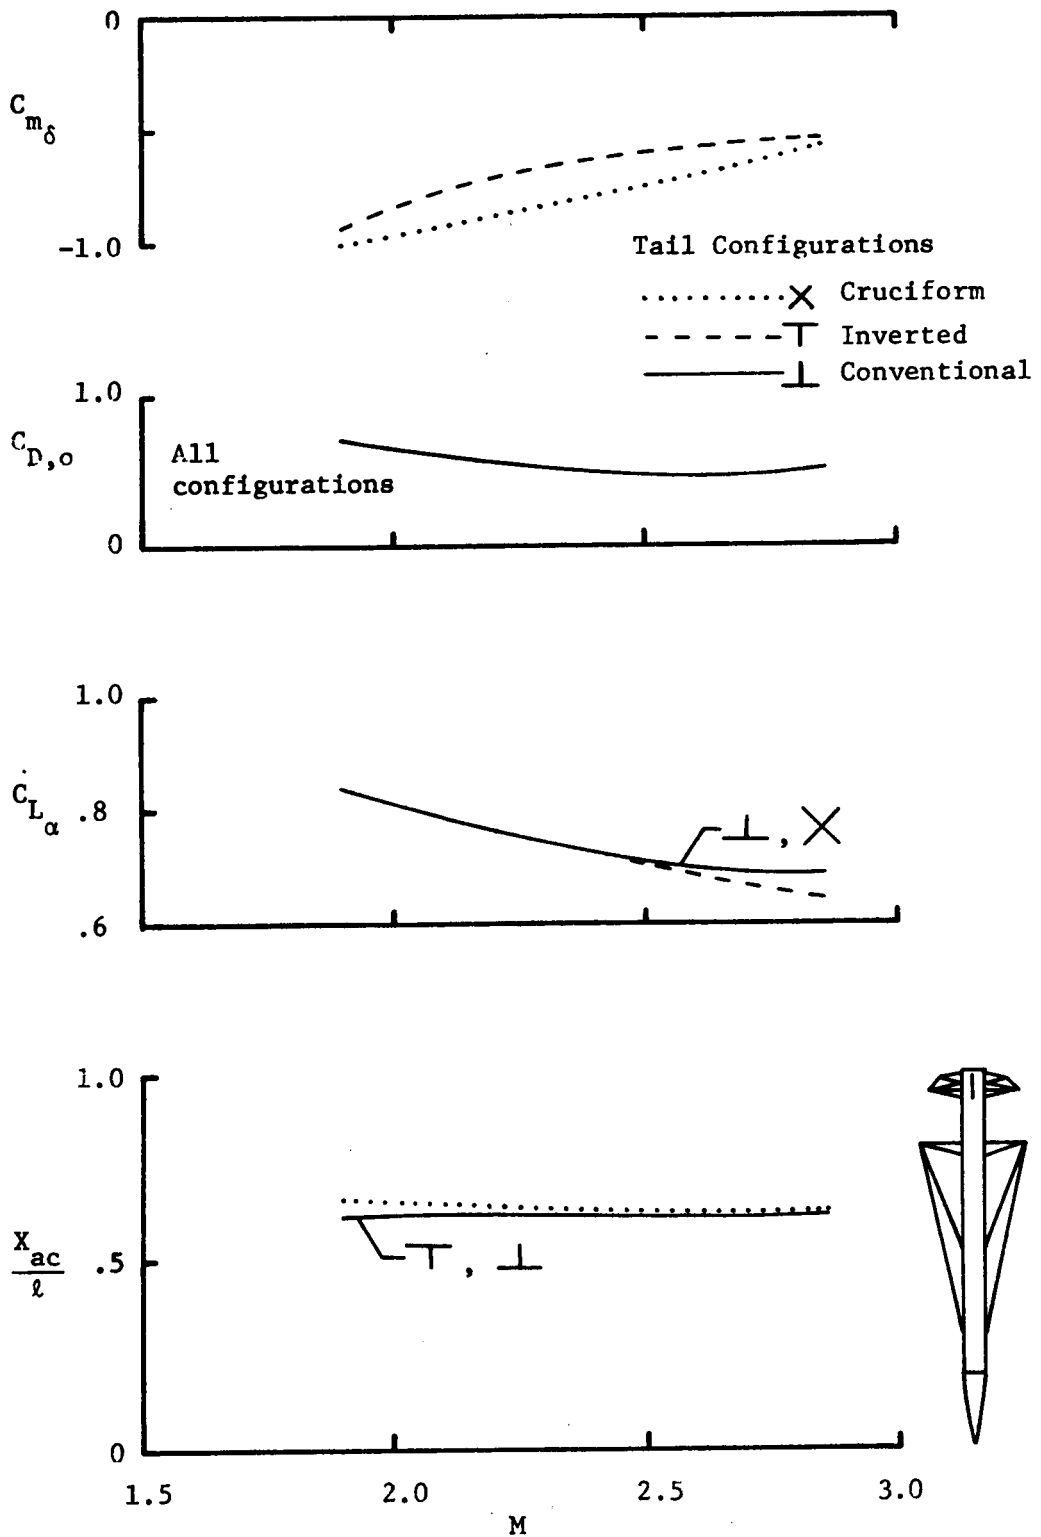 0
C_mδ
-1.0
Tail Configurations
Cruciform
Inverted
Conventional
1.0
C_D,o
All
configurations
0
1.0
C_Lα
.8
⊥ ,
.6
1.0
X_ac
ℓ
.5
T , ⊥
0
1.5 2.0 2.5 3.0
M